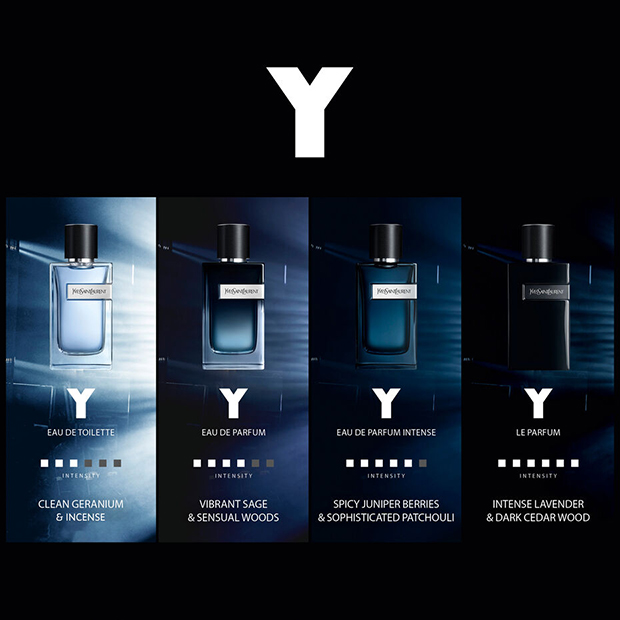 Y
YVESSAINTLAURENT
Y
EAU DE TOILETTE
INTENSITY
CLEAN GERANIUM
& INCENSE
YVESSAINTLAURENT
Y
EAU DE PARFUM
INTENSITY
VIBRANT SAGE
& SENSUAL WOODS
YVESSAINTLAURENT
Y
EAU DE PARFUM INTENSE
INTENSITY
SPICY JUNIPER BERRIES
& SOPHISTICATED PATCHOULI
YVESSAINTLAURENT
Y
LE PARFUM
INTENSITY
INTENSE LAVENDER
& DARK CEDAR WOOD